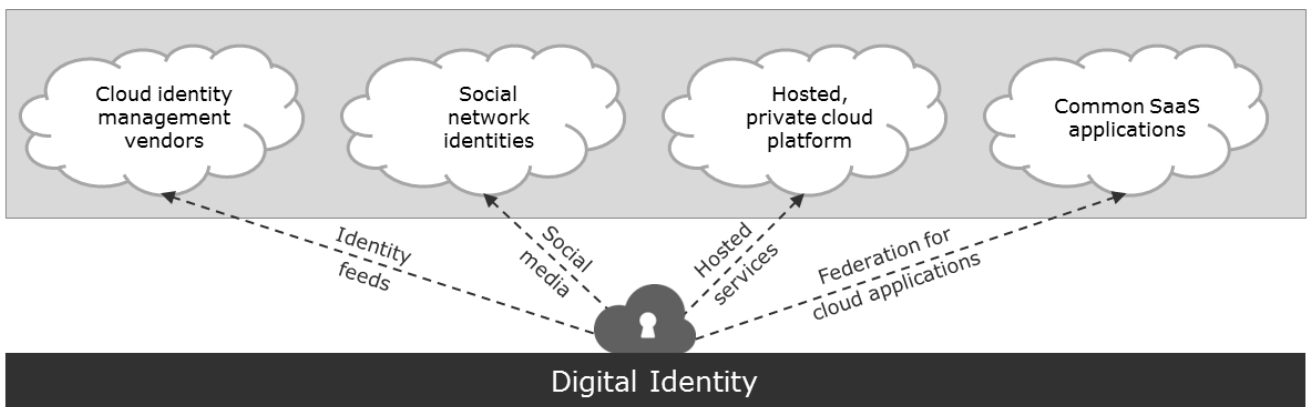 Cloud identity
management
vendors
Social
network
identities
Hosted,
private cloud
platform
Common SaaS
applications
Identity
feeds
Social
media
Hosted
services
Federation for
cloud applications
Digital Identity